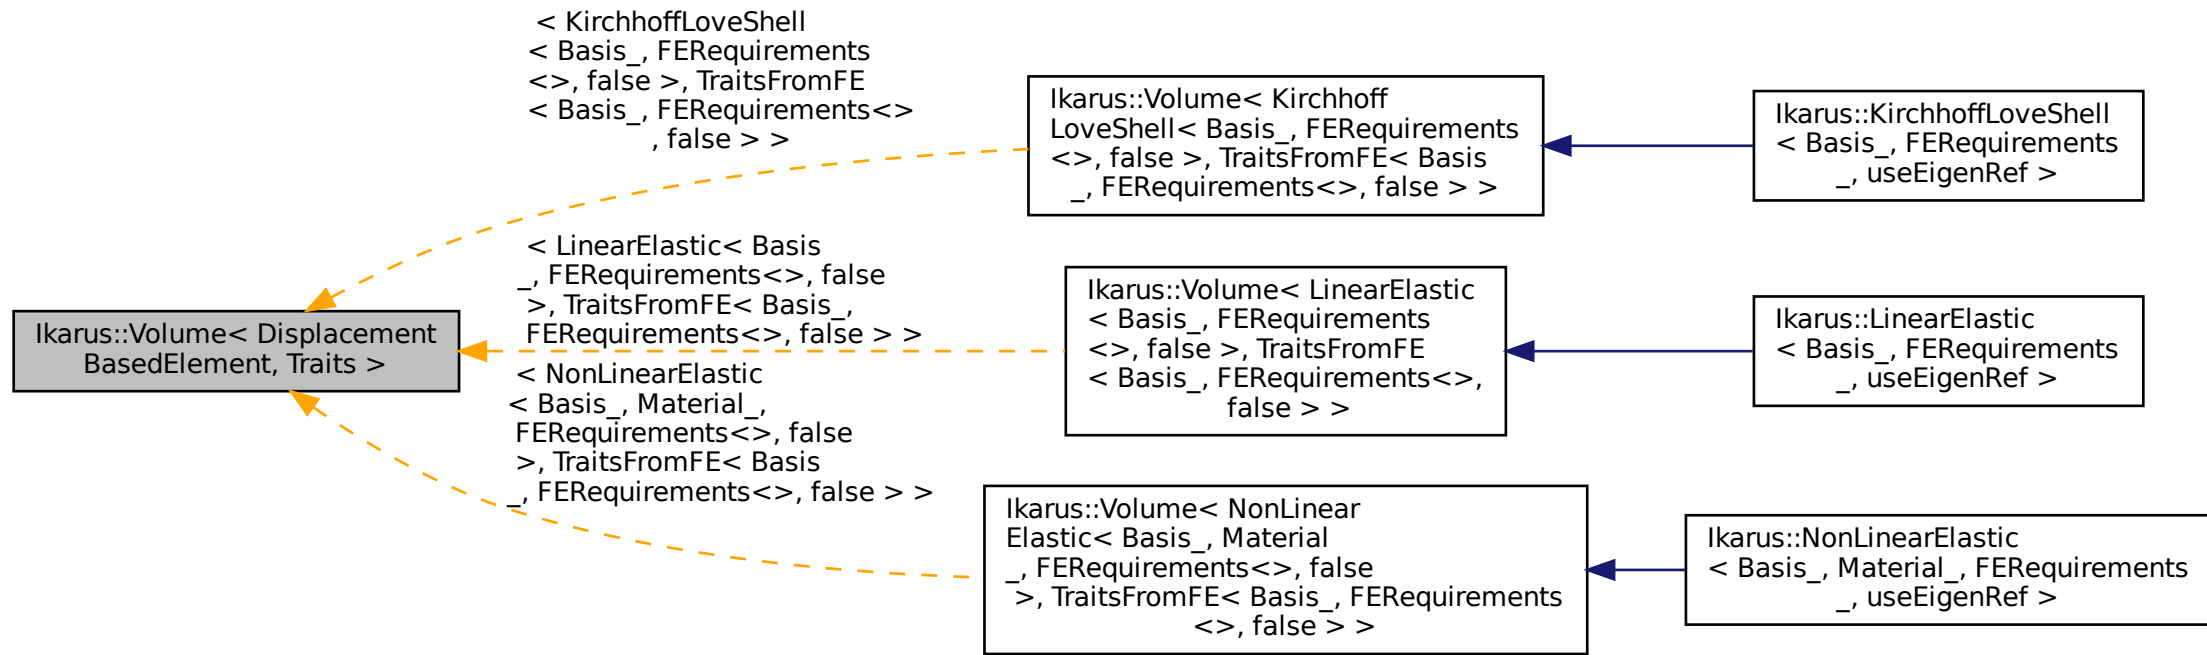 < KirchhoffLoveShell
< Basis_, FERequirements
<>, false >, TraitsFromFE
< Basis_, FERequirements<>
, false > >
Ikarus::Volume< Kirchhoff
LoveShell< Basis_, FERequirements
<>, false >, TraitsFromFE< Basis
_, FERequirements<>, false > >
Ikarus::KirchhoffLoveShell
< Basis_, FERequirements
_, useEigenRef >
Ikarus::Volume< Displacement
BasedElement, Traits >
< LinearElastic< Basis
_, FERequirements<>, false
>, TraitsFromFE< Basis_,
FERequirements<>, false > >
Ikarus::Volume< LinearElastic
< Basis_, FERequirements
<>, false >, TraitsFromFE
< Basis_, FERequirements<>,
false > >
Ikarus::LinearElastic
< Basis_, FERequirements
_, useEigenRef >
< NonLinearElastic
< Basis_, Material_,
FERequirements<>, false
>, TraitsFromFE< Basis
_, FERequirements<>, false > >
Ikarus::Volume< NonLinear
Elastic< Basis_, Material
_, FERequirements<>, false
>, TraitsFromFE< Basis_, FERequirements
<>, false > >
Ikarus::NonLinearElastic
< Basis_, Material_, FERequirements
_, useEigenRef >